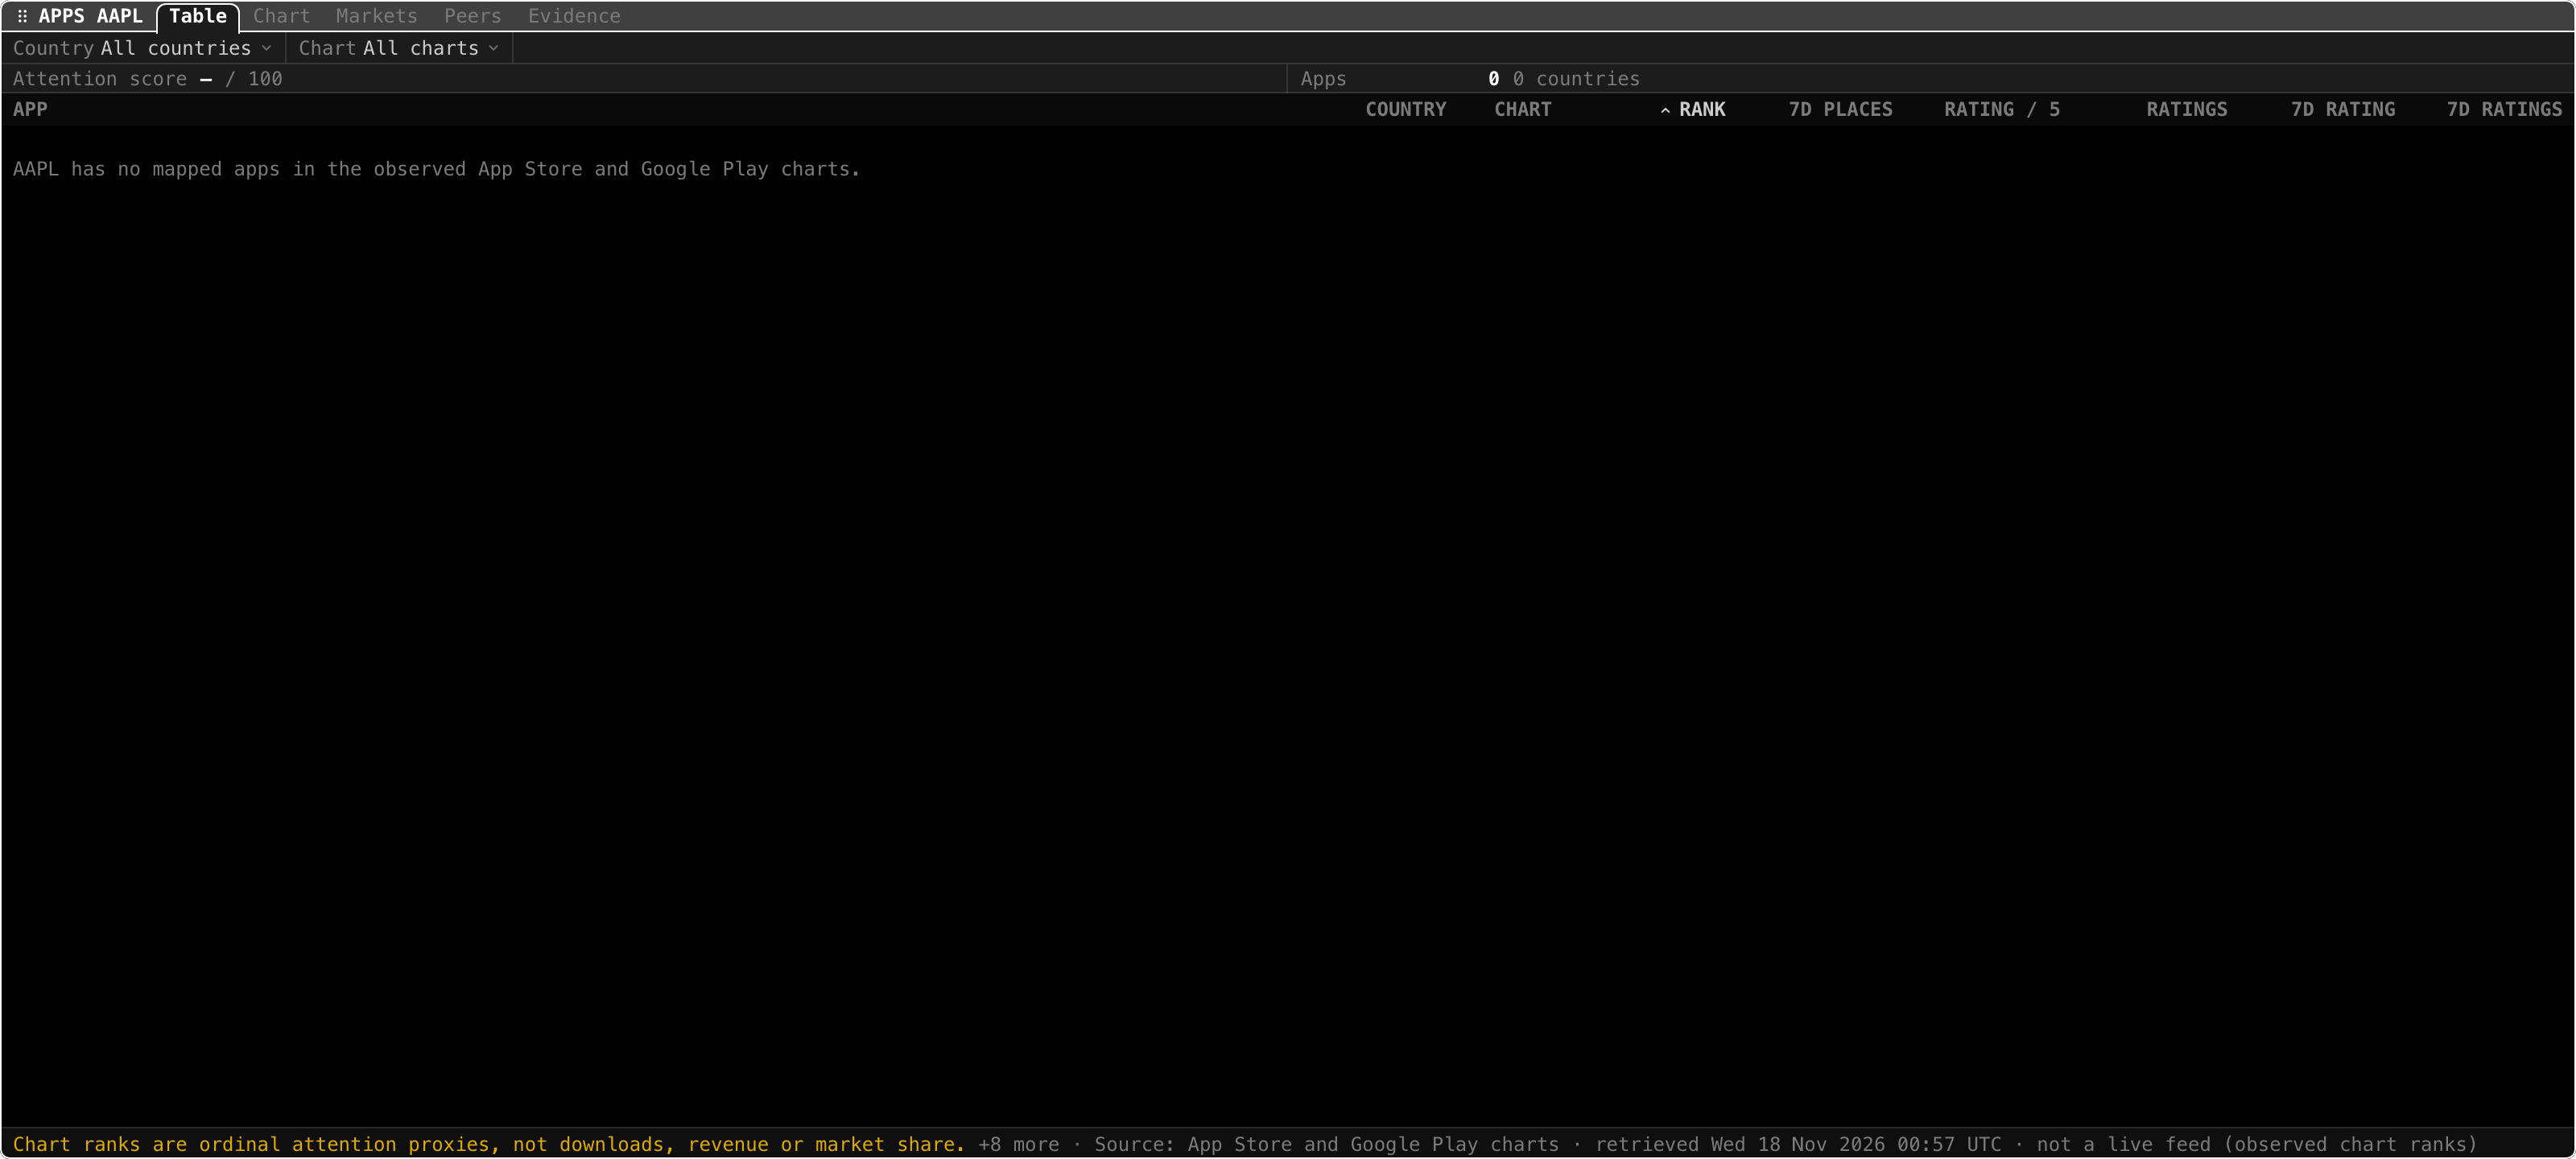 APPS AAPL Table Chart Markets Peers Evidence
Country All countries Chart All charts
Attention score — / 100 Apps 0 0 countries
APP COUNTRY CHART ^ RANK 7D PLACES RATING / 5 RATINGS 7D RATING 7D RATINGS
AAPL has no mapped apps in the observed App Store and Google Play charts.
Chart ranks are ordinal attention proxies, not downloads, revenue or market share. +8 more · Source: App Store and Google Play charts · retrieved Wed 18 Nov 2026 00:57 UTC · not a live feed (observed chart ranks)